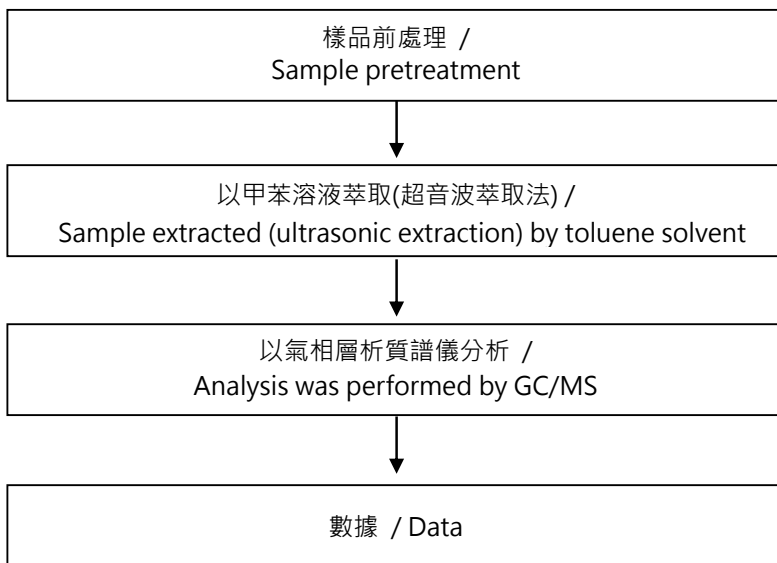 樣品前處理 /
Sample pretreatment
以甲苯溶液萃取(超音波萃取法) /
Sample extracted (ultrasonic extraction) by toluene solvent
以氣相層析質譜儀分析 /
Analysis was performed by GC/MS
數據 / Data